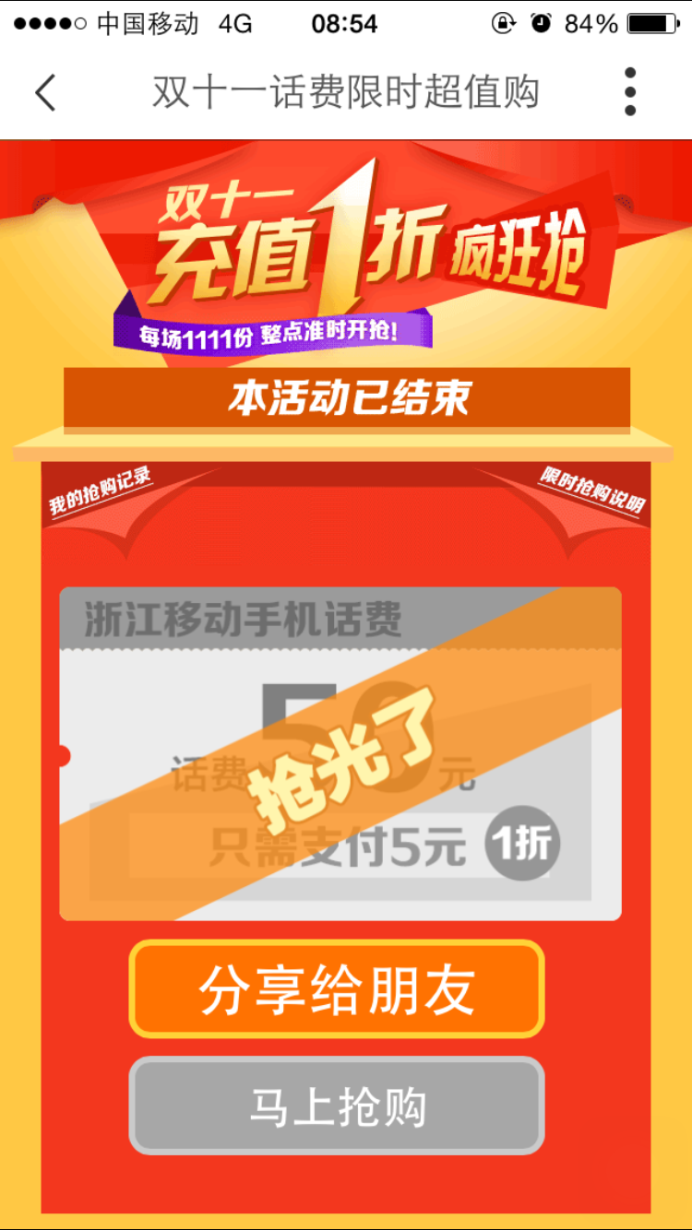 中国移动 4G 08:54 84%
双十一话费限时超值购
双十一
充值1折疯狂抢
每场1111份 整点准时开抢!
本活动已结束
我的抢购记录
限时抢购说明
浙江移动手机话费
话费50元
抢光了
只需支付5元 1折
分享给朋友
马上抢购